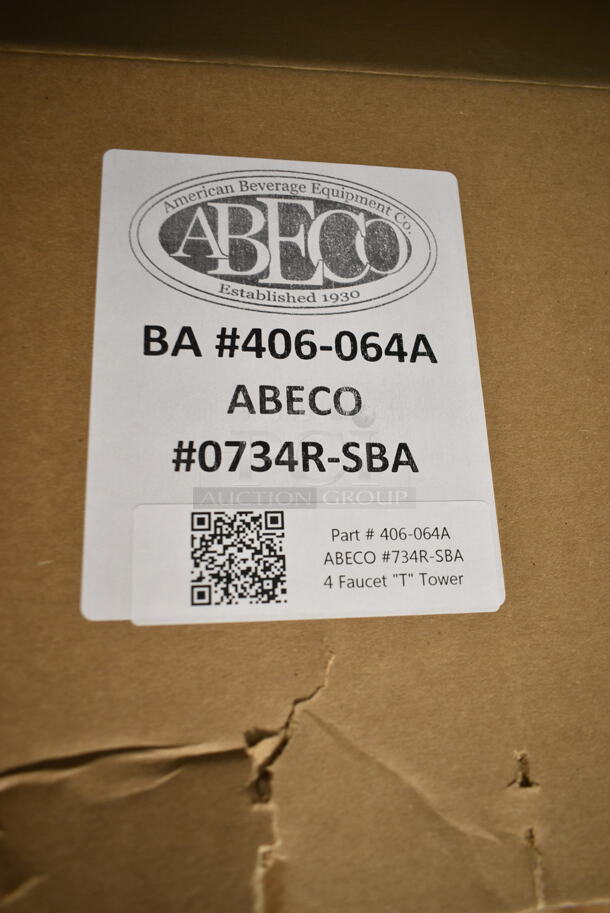 American Beverage Equipment Co.
ABECO
Established 1930
BA #406-064A
ABECO
#0734R-SBA
AUCTION GROUP
Part # 406-064A
ABECO #734R-SBA
4 Faucet "T" Tower